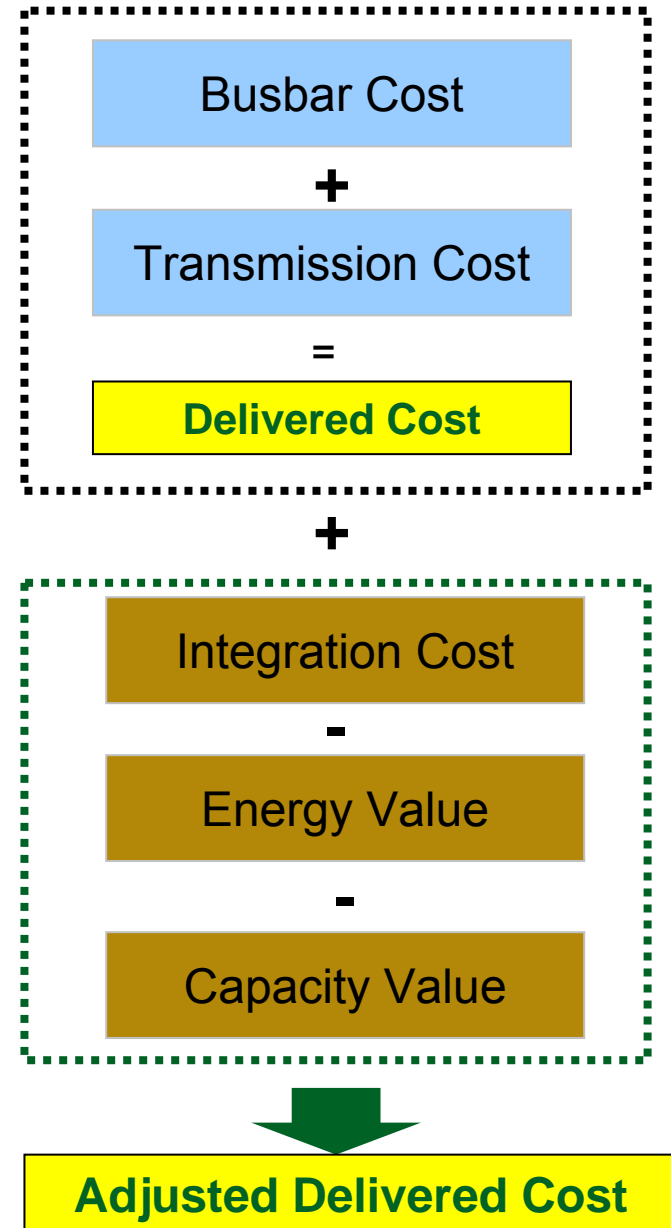 Busbar Cost
+
Transmission Cost
=
Delivered Cost
+
Integration Cost
-
Energy Value
-
Capacity Value
Adjusted Delivered Cost